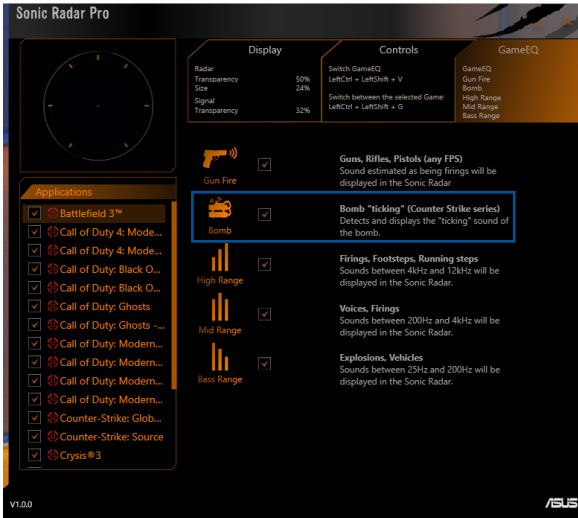 Sonic Radar Pro
Display
Radar
Transparency 50%
Size 24%
Signal
Transparency 32%
Controls
Switch GameEQ
LeftCtrl + LeftShift + V
Switch between the selected Game
LeftCtrl + LeftShift + G
GameEQ
GameEQ
Gun Fire
Bomb
High Range
Mid Range
Bass Range
Applications
Battlefield 3™
Call of Duty 4: Mode...
Call of Duty 4: Mode...
Call of Duty: Black O...
Call of Duty: Black O...
Call of Duty: Ghosts
Call of Duty: Ghosts -...
Call of Duty: Modern...
Call of Duty: Modern...
Call of Duty: Modern...
Call of Duty: Modern...
Counter-Strike: Glob...
Counter-Strike: Source
Crysis®3
Gun Fire
Guns, Rifles, Pistols (any FPS)
Sound estimated as being firings will be
displayed in the Sonic Radar
Bomb
Bomb "ticking" (Counter Strike series)
Detects and displays the "ticking" sound of
the bomb.
High Range
Firings, Footsteps, Running steps
Sounds between 4kHz and 12kHz will be
displayed in the Sonic Radar.
Mid Range
Voices, Firings
Sounds between 200Hz and 4kHz will be
displayed in the Sonic Radar.
Bass Range
Explosions, Vehicles
Sounds between 25Hz and 200Hz will be
displayed in the Sonic Radar.
V1.0.0
ASUS